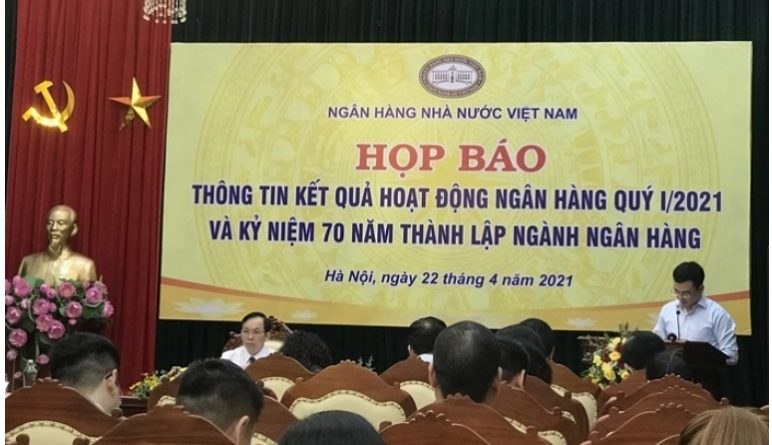 NGÂN HÀNG NHÀ NƯỚC VIỆT NAM
HỌP BÁO
THÔNG TIN KẾT QUẢ HOẠT ĐỘNG NGÂN HÀNG QUÝ I/2021
VÀ KỶ NIỆM 70 NĂM THÀNH LẬP NGÀNH NGÂN HÀNG
Hà Nội, ngày 22 tháng 4 năm 2021